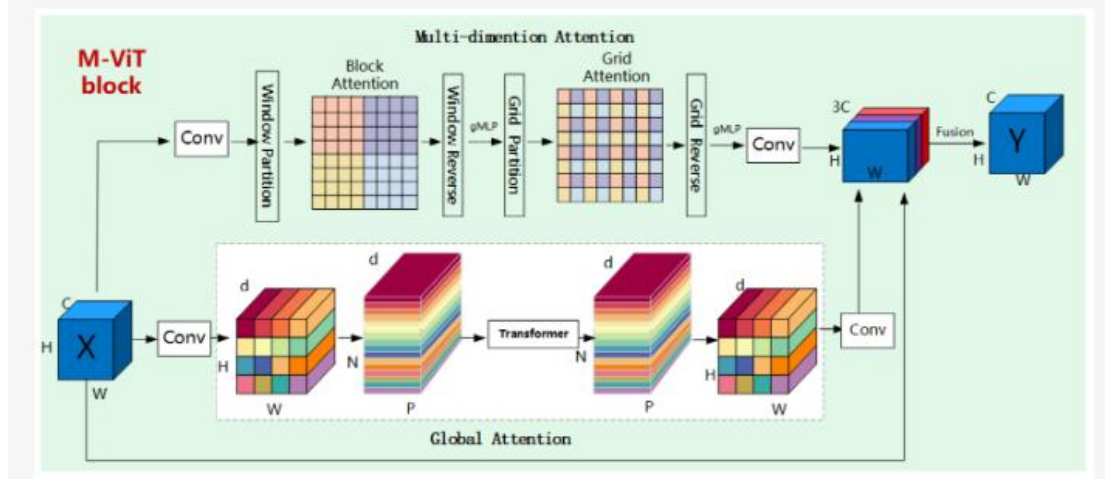 Multi-dimention Attention
M-ViT
block
Block
Attention
Grid
Attention
Conv
Window Partition
Window Reverse
gMLP
Grid Partition
Grid Reverse
gMLP
Conv
3C
H
W
Fusion
C
Y
H
W
C
X
H
W
Conv
d
H
W
d
N
P
Transformer
d
N
P
d
H
W
Conv
Global Attention